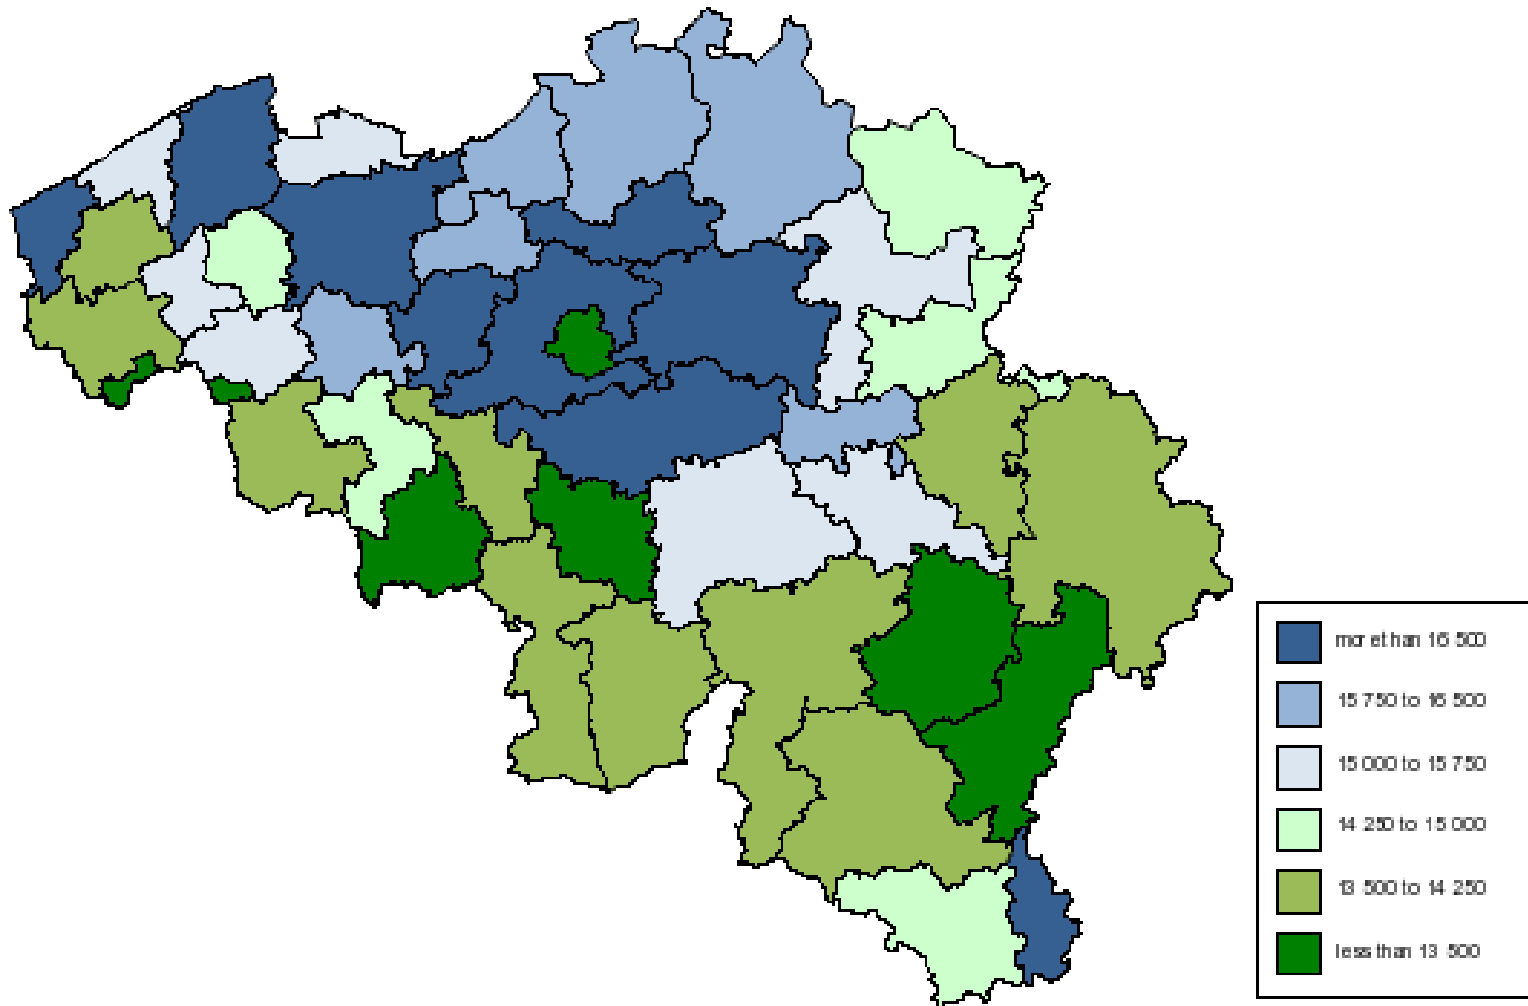 more than 16 500
15 750 to 16 500
15 000 to 15 750
14 250 to 15 000
13 500 to 14 250
less than 13 500